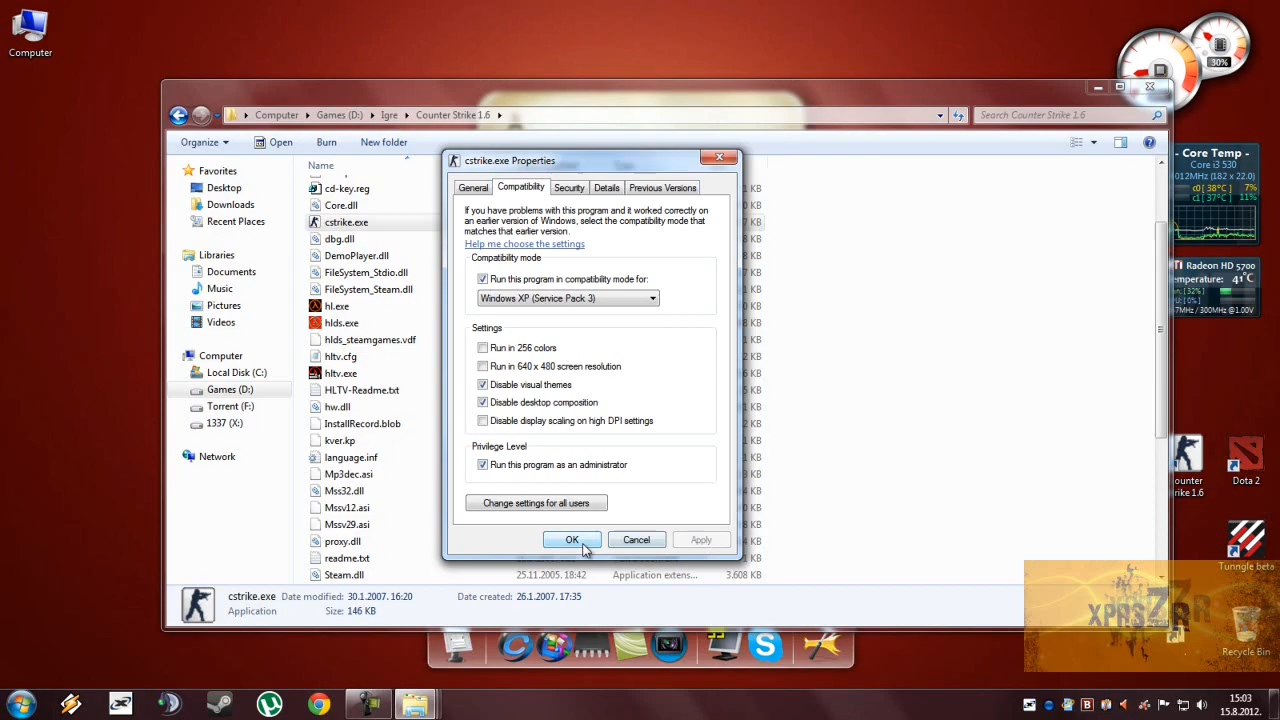 Computer
30%
Computer
Games (D:)
Igre
Counter Strike 1.6
Search Counter Strike 1.6
Organize
Open
Burn
New folder
Favorites
Desktop
Downloads
Recent Places
Libraries
Documents
Music
Pictures
Videos
Computer
Local Disk (C:)
Games (D:)
Torrent (F:)
1337 (X:)
Network
Name
cd-key.reg
Core.dll
cstrike.exe
dbg.dll
DemoPlayer.dll
FileSystem_Stdio.dll
FileSystem_Steam.dll
hl.exe
hlds.exe
hlds_steamgames.vdf
hltv.cfg
hltv.exe
HLTV-Readme.txt
hw.dll
InstallRecord.blob
kver.kp
language.inf
Mp3dec.asi
Mss32.dll
Mssv12.asi
Mssv29.asi
proxy.dll
readme.txt
Steam.dll
25.11.2005. 18:42
Application extens...
3.608 KB
cstrike.exe Properties
General
Compatibility
Security
Details
Previous Versions
If you have problems with this program and it worked correctly on
an earlier version of Windows, select the compatibility mode that
matches that earlier version.
Help me choose the settings
Compatibility mode
Run this program in compatibility mode for:
Windows XP (Service Pack 3)
Settings
Run in 256 colors
Run in 640 x 480 screen resolution
Disable visual themes
Disable desktop composition
Disable display scaling on high DPI settings
Privilege Level
Run this program as an administrator
Change settings for all users
OK
Cancel
Apply
cstrike.exe
Date modified: 30.1.2007. 16:20
Date created: 26.1.2007. 17:35
Application
Size: 146 KB
- Core Temp -
Core i3 530
012MHz (182 x 22.0)
c0 [ 38°C ]
7%
c1 [ 37°C ]
11%
Radeon HD 5700
emperature:
41°C
[32%]
[ 0%]
7MHz / 300MHz @1.00V
ounter
rike 1.6
Dota 2
Tunngle beta
Recycle Bin
15:03
15.8.2012.